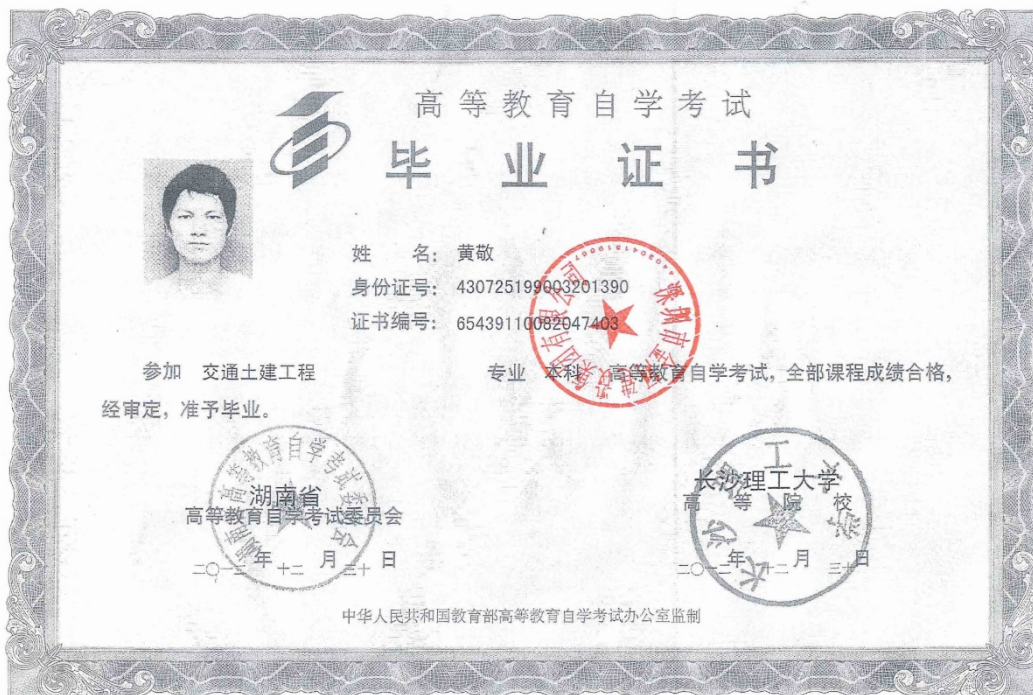 高等教育自学考试
毕业证书
姓 名：黄敬
身份证号：430725199003201390
证书编号：65439110082047403
参加 交通土建工程 专业 本科 高等教育自学考试，全部课程成绩合格，
经审定，准予毕业。
湖南省
高等教育自学考试委员会
二〇一二年十二月三十日
长沙理工大学
高等院校
二〇一二年十二月三十日
中华人民共和国教育部高等教育自学考试办公室监制